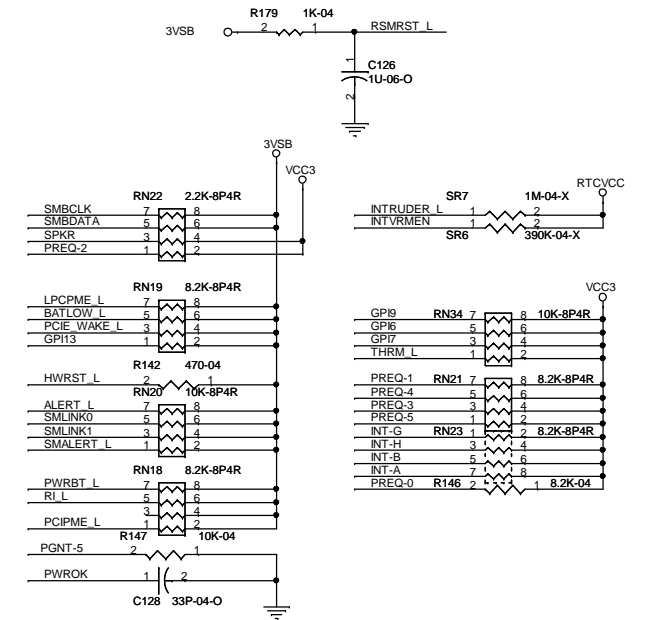 R179 1K-04
3VSB 2 1 RSMRST_L
1
C126
1U-06-O
2
3VSB
VCC3
RN22 2.2K-8P4R
SMBCLK 7 8
SMBDATA 5 6
SPKR 3 4
PREQ-2 1 2
RN19 8.2K-8P4R
LPCPME_L 7 8
BATLOW_L 5 6
PCIE_WAKE_L 3 4
GPI13 1 2
R142 470-04
HWRST_L 2 1
RN20 10K-8P4R
ALERT_L 7 8
SMLINK0 5 6
SMLINK1 3 4
SMALERT_L 1 2
RN18 8.2K-8P4R
PWRBT_L 7 8
RI_L 5 6
3 4
PCIPME_L 1 2
R147 10K-04
PGNT-5 2 1
PWROK 1 2
C128 33P-04-O
RTCVCC
SR7 1M-04-X
INTRUDER_L 1 2
INTVRMEN 1 2
SR6 390K-04-X
VCC3
GPI9 RN34 7 8 10K-8P4R
GPI6 5 6
GPI7 3 4
THRM_L 1 2
PREQ-1 RN21 7 8 8.2K-8P4R
PREQ-4 5 6
PREQ-3 3 4
PREQ-5 1 2
INT-G RN23 1 2 8.2K-8P4R
INT-H 3 4
INT-B 5 6
INT-A 7 8
PREQ-0 R146 2 1 8.2K-04